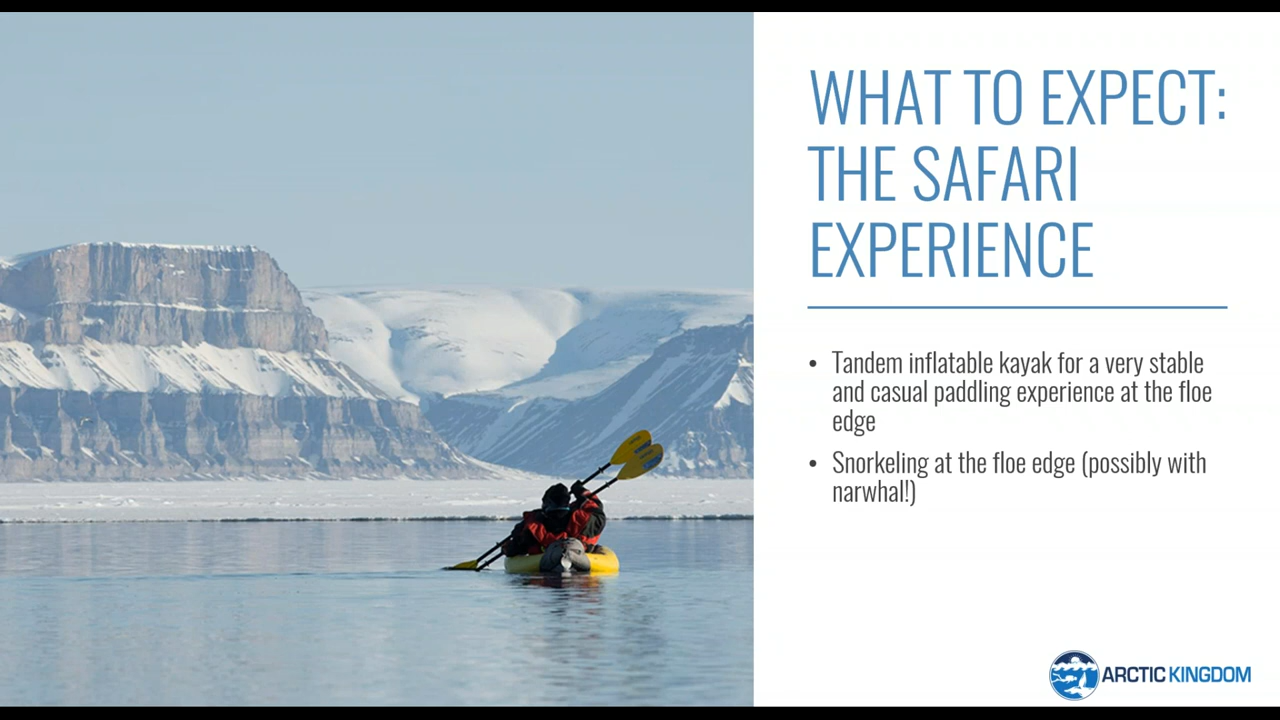 WHAT TO EXPECT:
THE SAFARI
EXPERIENCE
• Tandem inflatable kayak for a very stable
and casual paddling experience at the floe
edge
• Snorkeling at the floe edge (possibly with
narwhal!)
ARCTIC KINGDOM